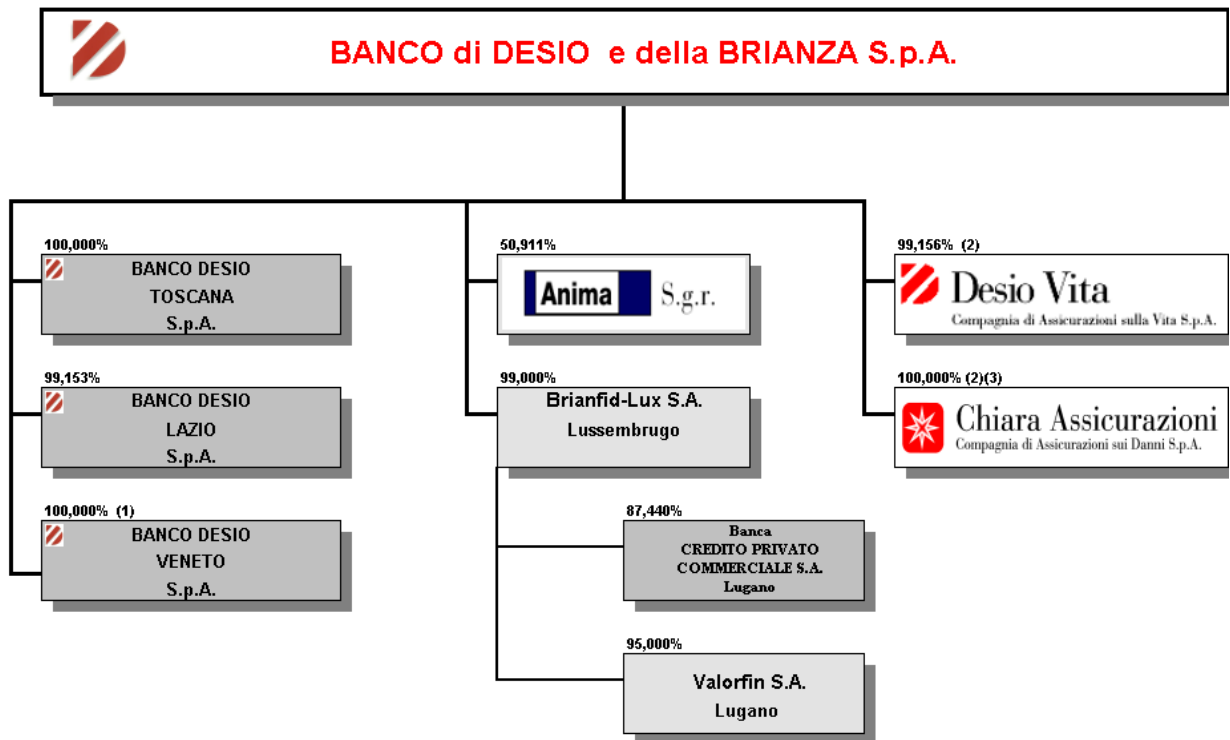 BANCO di DESIO e della BRIANZA S.p.A.
100,000%
BANCO DESIO
TOSCANA
S.p.A.
99,153%
BANCO DESIO
LAZIO
S.p.A.
100,000% (1)
BANCO DESIO
VENETO
S.p.A.
50,911%
Anima S.g.r.
99,000%
Brianfid-Lux S.A.
Lussembrugo
87,440%
Banca
CREDITO PRIVATO
COMMERCIALE S.A.
Lugano
95,000%
Valorfin S.A.
Lugano
99,156% (2)
Desio Vita
Compagnia di Assicurazioni sulla Vita S.p.A.
100,000% (2)(3)
Chiara Assicurazioni
Compagnia di Assicurazioni sui Danni S.p.A.